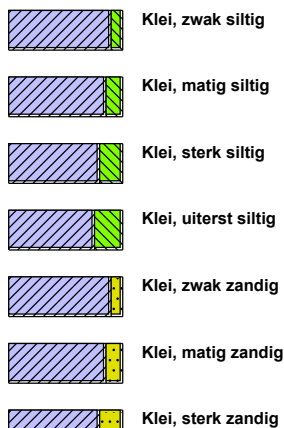 Klei, zwak siltig
Klei, matig siltig
Klei, sterk siltig
Klei, uiterst siltig
Klei, zwak zandig
Klei, matig zandig
Klei, sterk zandig